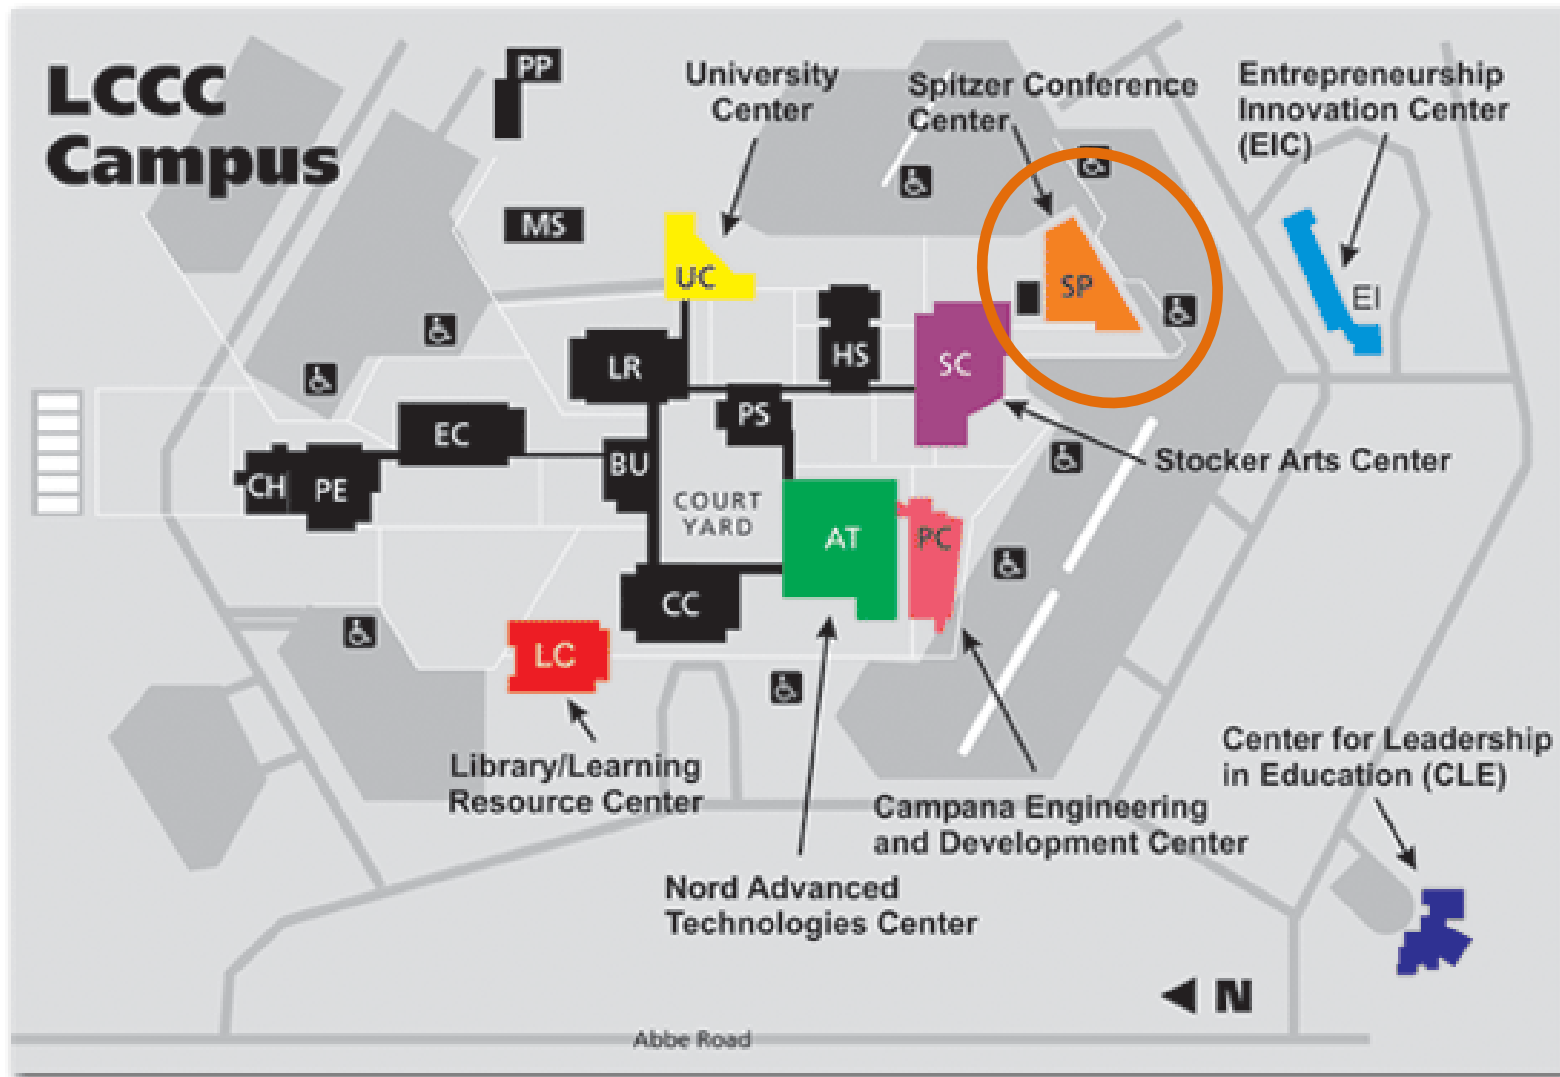 LCCC
Campus
PP
University
Center
Spitzer Conference
Center
Entrepreneurship
Innovation Center
(EIC)
MS
UC
SP
EI
LR
HS
SC
PS
EC
BU
Stocker Arts Center
CH
PE
COURT
YARD
AT
PC
CC
LC
Library/Learning
Resource Center
Center for Leadership
in Education (CLE)
Campana Engineering
and Development Center
Nord Advanced
Technologies Center
N
Abbe Road